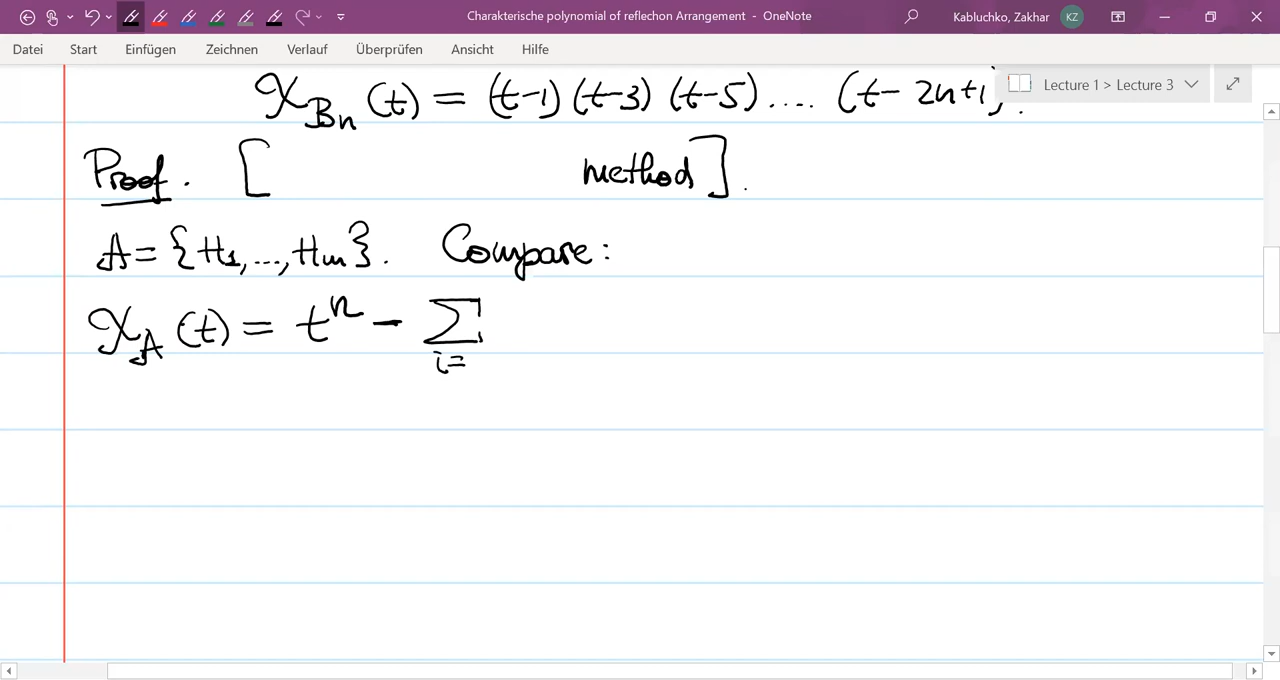 Charakterische polynomial of reflechon Arrangement - OneNote
Kabluchko, Zakhar KZ
Datei Start Einfügen Zeichnen Verlauf Überprüfen Ansicht Hilfe
Lecture 1 > Lecture 3
χ_{B_n}(t) = (t-1)(t-3)(t-5).... (t-2n+1).
Proof. [ method].
A = {H_1, ..., H_m}. Compare:
χ_A(t) = t^n - ∑_{i=}